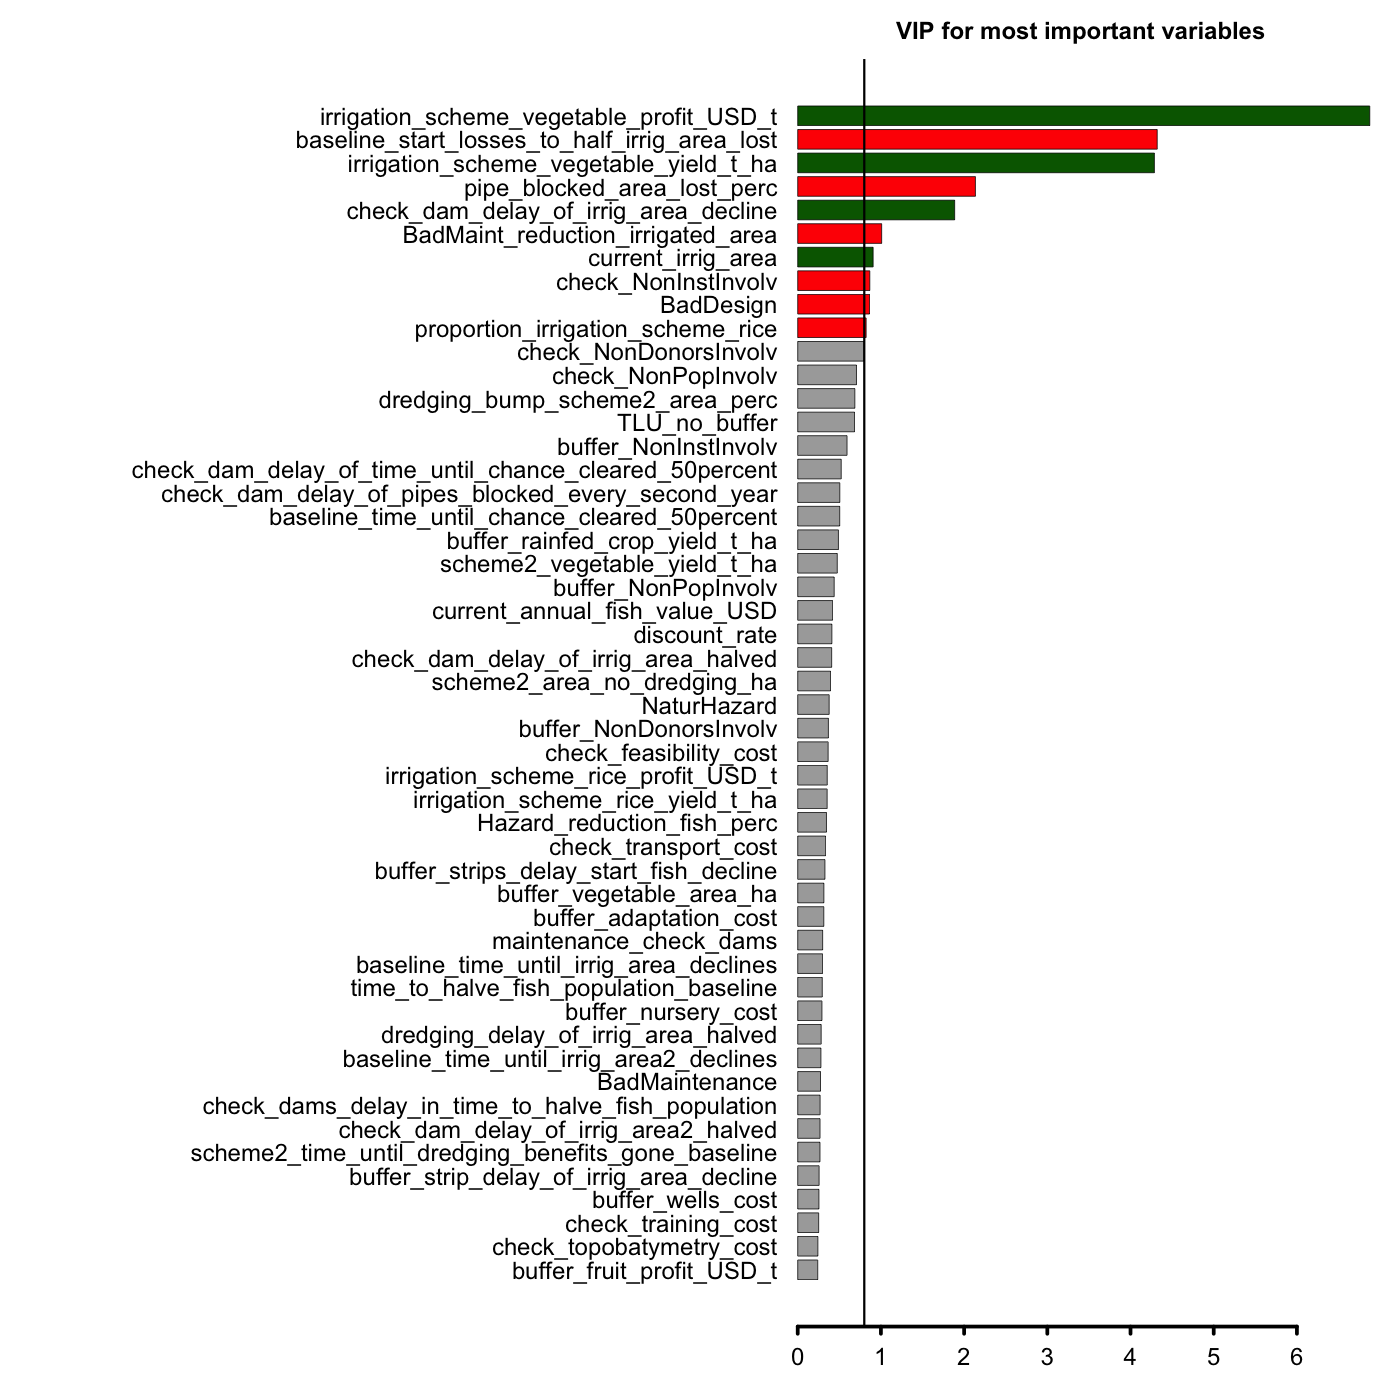 VIP for most important variables
irrigation_scheme_vegetable_profit_USD_t
baseline_start_losses_to_half_irrig_area_lost
irrigation_scheme_vegetable_yield_t_ha
pipe_blocked_area_lost_perc
check_dam_delay_of_irrig_area_decline
BadMaint_reduction_irrigated_area
current_irrig_area
check_NonInstInvolv
BadDesign
proportion_irrigation_scheme_rice
check_NonDonorsInvolv
check_NonPopInvolv
dredging_bump_scheme2_area_perc
TLU_no_buffer
buffer_NonInstInvolv
check_dam_delay_of_time_until_chance_cleared_50percent
check_dam_delay_of_pipes_blocked_every_second_year
baseline_time_until_chance_cleared_50percent
buffer_rainfed_crop_yield_t_ha
scheme2_vegetable_yield_t_ha
buffer_NonPopInvolv
current_annual_fish_value_USD
discount_rate
check_dam_delay_of_irrig_area_halved
scheme2_area_no_dredging_ha
NaturHazard
buffer_NonDonorsInvolv
check_feasibility_cost
irrigation_scheme_rice_profit_USD_t
irrigation_scheme_rice_yield_t_ha
Hazard_reduction_fish_perc
check_transport_cost
buffer_strips_delay_start_fish_decline
buffer_vegetable_area_ha
buffer_adaptation_cost
maintenance_check_dams
baseline_time_until_irrig_area_declines
time_to_halve_fish_population_baseline
buffer_nursery_cost
dredging_delay_of_irrig_area_halved
baseline_time_until_irrig_area2_declines
BadMaintenance
check_dams_delay_in_time_to_halve_fish_population
check_dam_delay_of_irrig_area2_halved
scheme2_time_until_dredging_benefits_gone_baseline
buffer_strip_delay_of_irrig_area_decline
buffer_wells_cost
check_training_cost
check_topobatymetry_cost
buffer_fruit_profit_USD_t
0 1 2 3 4 5 6